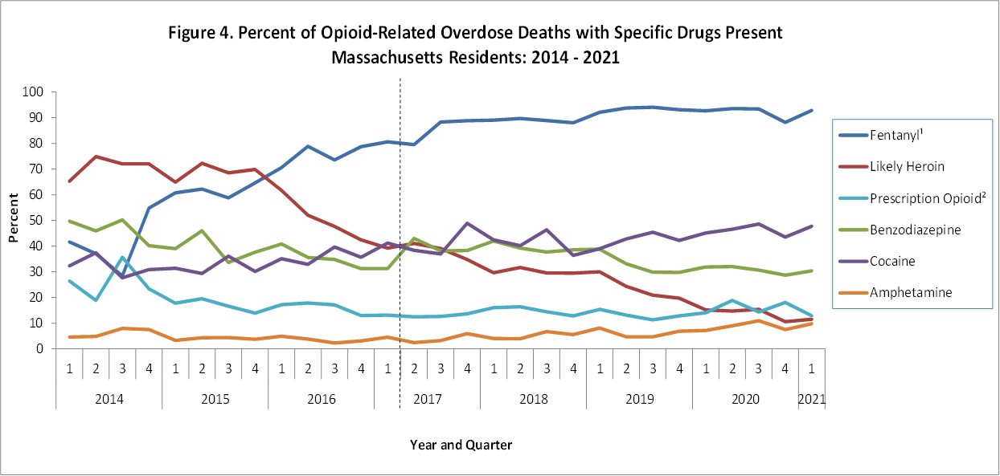 Figure 4. Percent of Opioid-Related Overdose Deaths with Specific Drugs Present
Massachusetts Residents: 2014 - 2021
100
90
80
70
60
50
40
30
20
10
0
Percent
1 2 3 4 1 2 3 4 1 2 3 4 1 2 3 4 1 2 3 4 1 2 3 4 1 2 3 4 1
2014 2015 2016 2017 2018 2019 2020 2021
Year and Quarter
Fentanyl¹
Likely Heroin
Prescription Opioid²
Benzodiazepine
Cocaine
Amphetamine